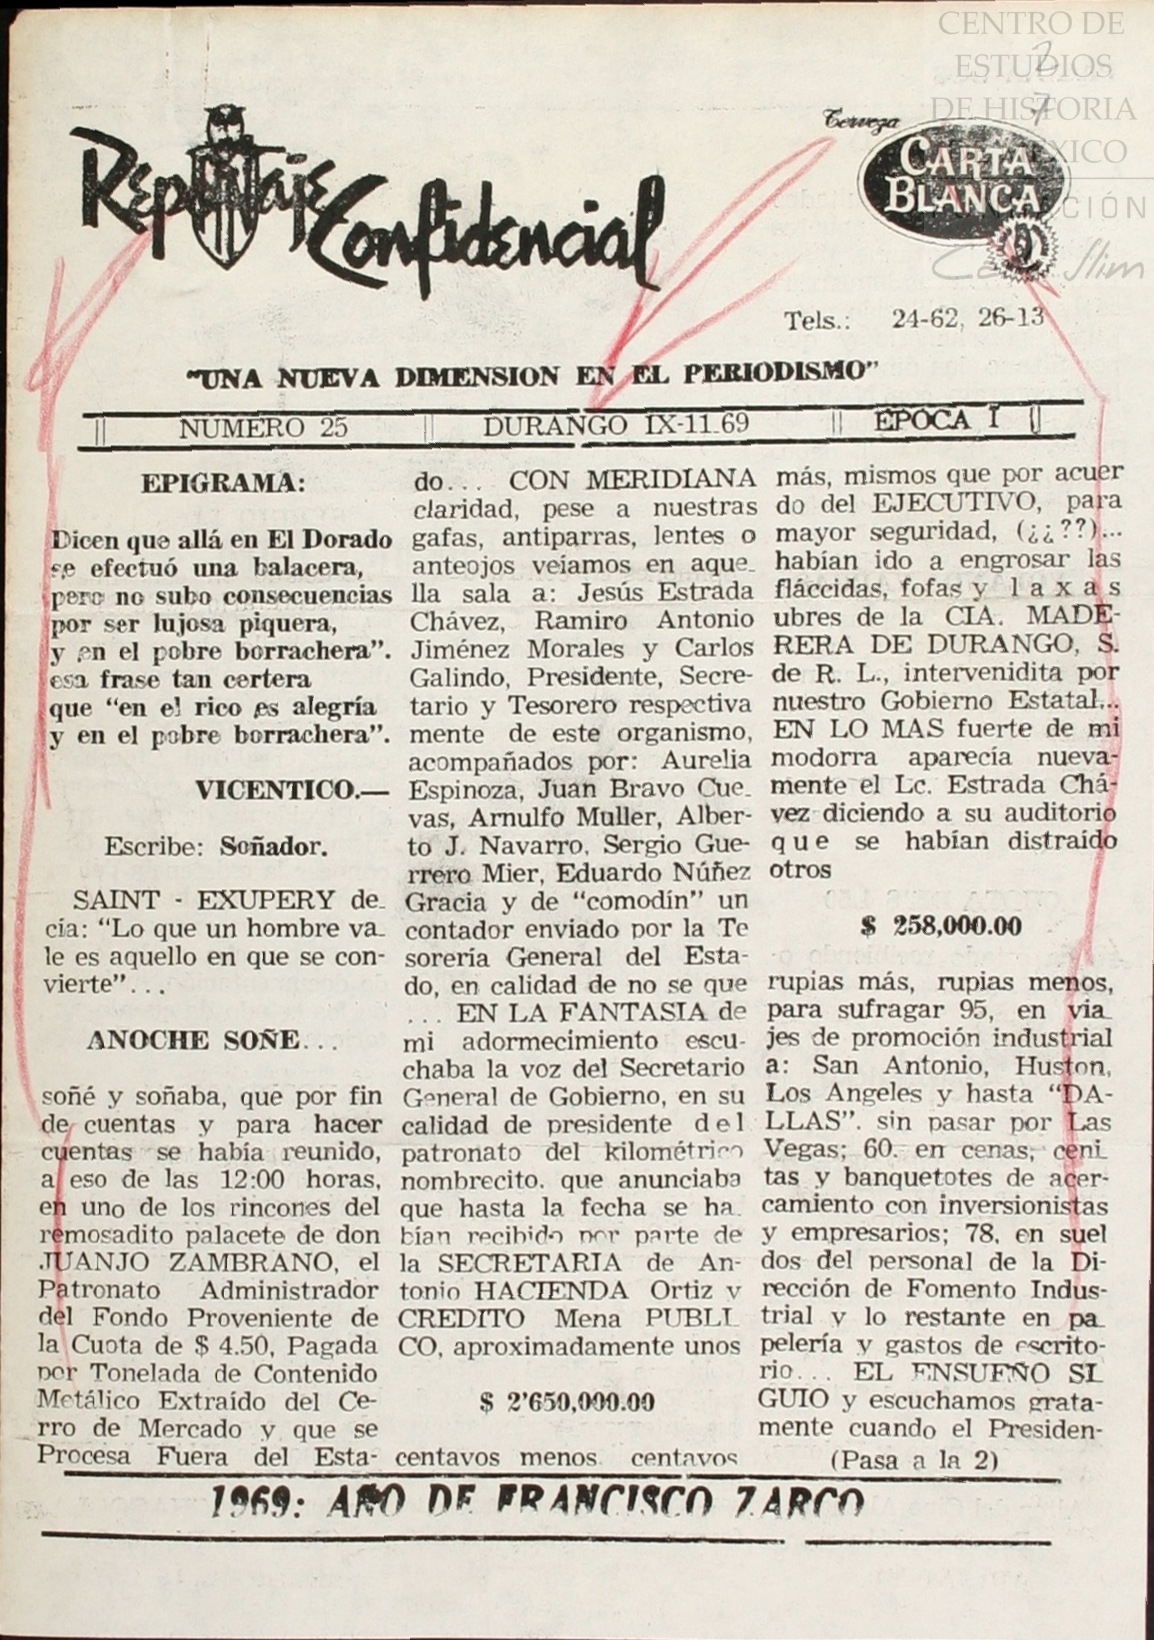 CENTRO DE
ESTUDIOS
DE HISTORIA
2
7
Reportaje Confidencial
Cerveza
CARTA
BLANCA
Slim
Tels.: 24-62, 26-13
"UNA NUEVA DIMENSION EN EL PERIODISMO"
NUMERO 25 DURANGO IX-11.69 EPOCA I
EPIGRAMA:
Dicen que allá en El Dorado
se efectuó una balacera,
pero no subo consecuencias
por ser lujosa piquera,
y en el pobre borrachera".
esa frase tan certera
que "en el rico es alegría
y en el pobre borrachera".
VICENTICO.—
Escribe: Soñador.
SAINT - EXUPERY de-
cía: "Lo que un hombre va-
le es aquello en que se con-
vierte"...
ANOCHE SOÑE...
soñé y soñaba, que por fin
de cuentas y para hacer
cuentas se había reunido,
a eso de las 12:00 horas,
en uno de los rincones del
remosadito palacete de don
JUANJO ZAMBRANO, el
Patronato Administrador
del Fondo Proveniente de
la Cuota de $ 4.50, Pagada
por Tonelada de Contenido
Metálico Extraído del Ce-
rro de Mercado y que se
Procesa Fuera del Esta-
do... CON MERIDIANA
claridad, pese a nuestras
gafas, antiparras, lentes o
anteojos veíamos en aque-
lla sala a: Jesús Estrada
Chávez, Ramiro Antonio
Jiménez Morales y Carlos
Galindo, Presidente, Secre-
tario y Tesorero respectiva
mente de este organismo,
acompañados por: Aurelia
Espinoza, Juan Bravo Cue-
vas, Arnulfo Muller, Alber-
to J. Navarro, Sergio Gue-
rrero Mier, Eduardo Núñez
Gracia y de "comodín" un
contador enviado por la Te
sorería General del Esta-
do, en calidad de no se que
... EN LA FANTASIA de
mi adormecimiento escu-
chaba la voz del Secretario
General de Gobierno, en su
calidad de presidente del
patronato del kilométrico
nombrecito. que anunciaba
que hasta la fecha se ha-
bían recibido por parte de
la SECRETARIA de An-
tonio HACIENDA Ortiz y
CREDITO Mena PUBLI-
CO, aproximadamente unos
$ 2'650,000.00
centavos menos centavos
más, mismos que por acuer
do del EJECUTIVO, para
mayor seguridad, (¿¿??)...
habían ido a engrosar las
fláccidas, fofas y laxas
ubres de la CIA. MADE-
RERA DE DURANGO, S.
de R. L., intervenidita por
nuestro Gobierno Estatal...
EN LO MAS fuerte de mi
modorra aparecía nueva-
mente el Lc. Estrada Chá-
vez diciendo a su auditorio
que se habían distraído
otros
$ 258,000.00
rupias más, rupias menos,
para sufragar 95, en via-
jes de promoción industrial
a: San Antonio, Huston,
Los Angeles y hasta "DA-
LLAS". sin pasar por Las
Vegas; 60. en cenas, ceni-
tas y banquetotes de acer-
camiento con inversionistas
y empresarios; 78. en suel
dos del personal de la Di-
rección de Fomento Indus-
trial y lo restante en pa-
pelería y gastos de escrito-
rio... EL ENSUEÑO SI-
GUIO y escuchamos grata-
mente cuando el Presiden-
(Pasa a la 2)
1969: AÑO DE FRANCISCO ZARCO